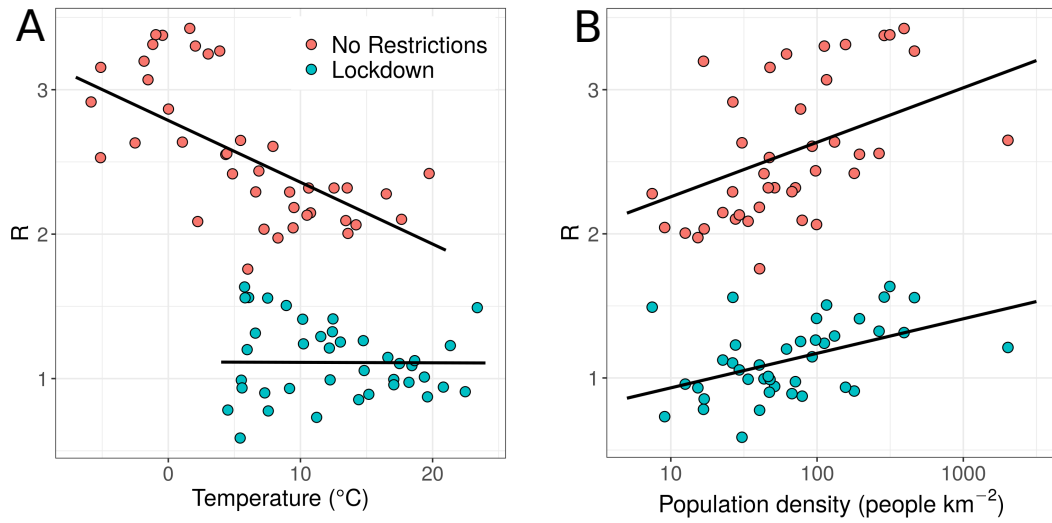 A
No Restrictions
Lockdown
3
2
1
R
0 10 20
Temperature (°C)
B
3
2
1
R
10 100 1000
Population density (people km⁻²)